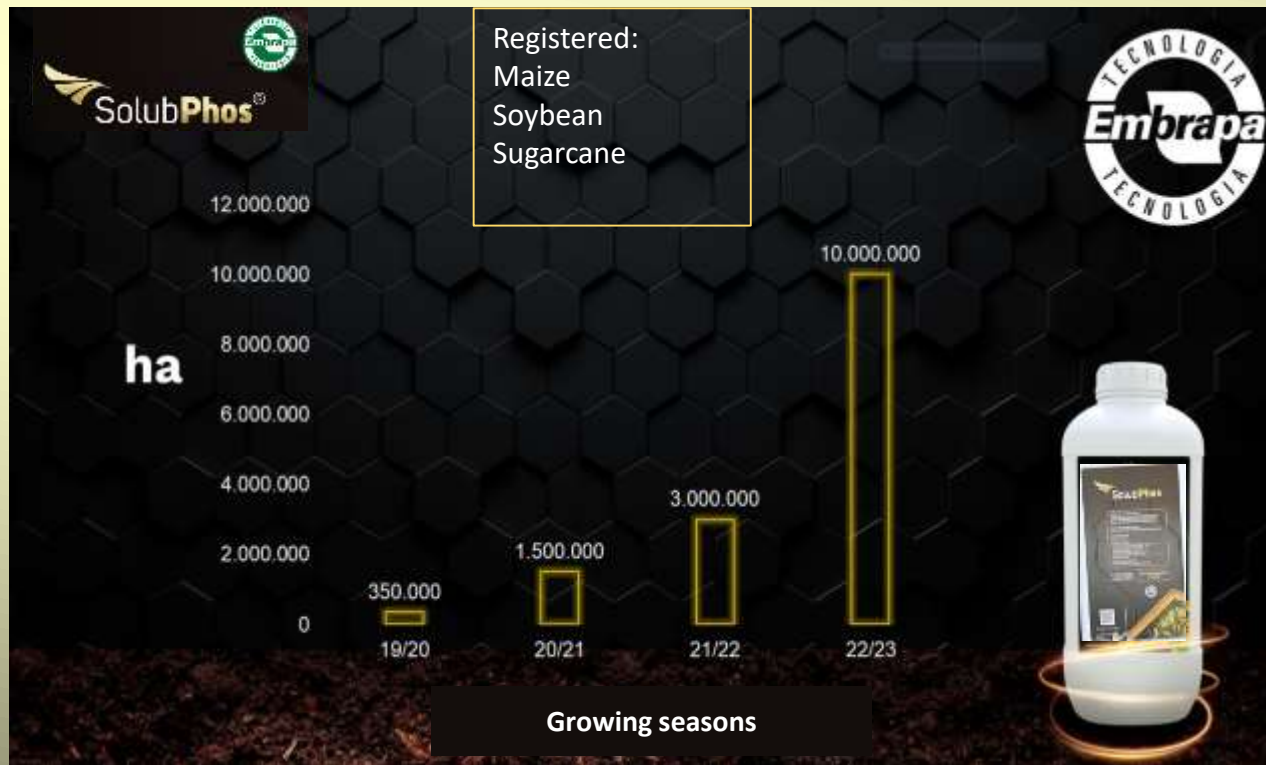 Embrapa
SolubPhos®
Registered:
Maize
Soybean
Sugarcane
TECNOLOGIA
Embrapa
TECNOLOGIA
12.000.000
10.000.000
8.000.000
6.000.000
4.000.000
2.000.000
0
ha
350.000
1.500.000
3.000.000
10.000.000
19/20
20/21
21/22
22/23
Growing seasons
SolubPhos